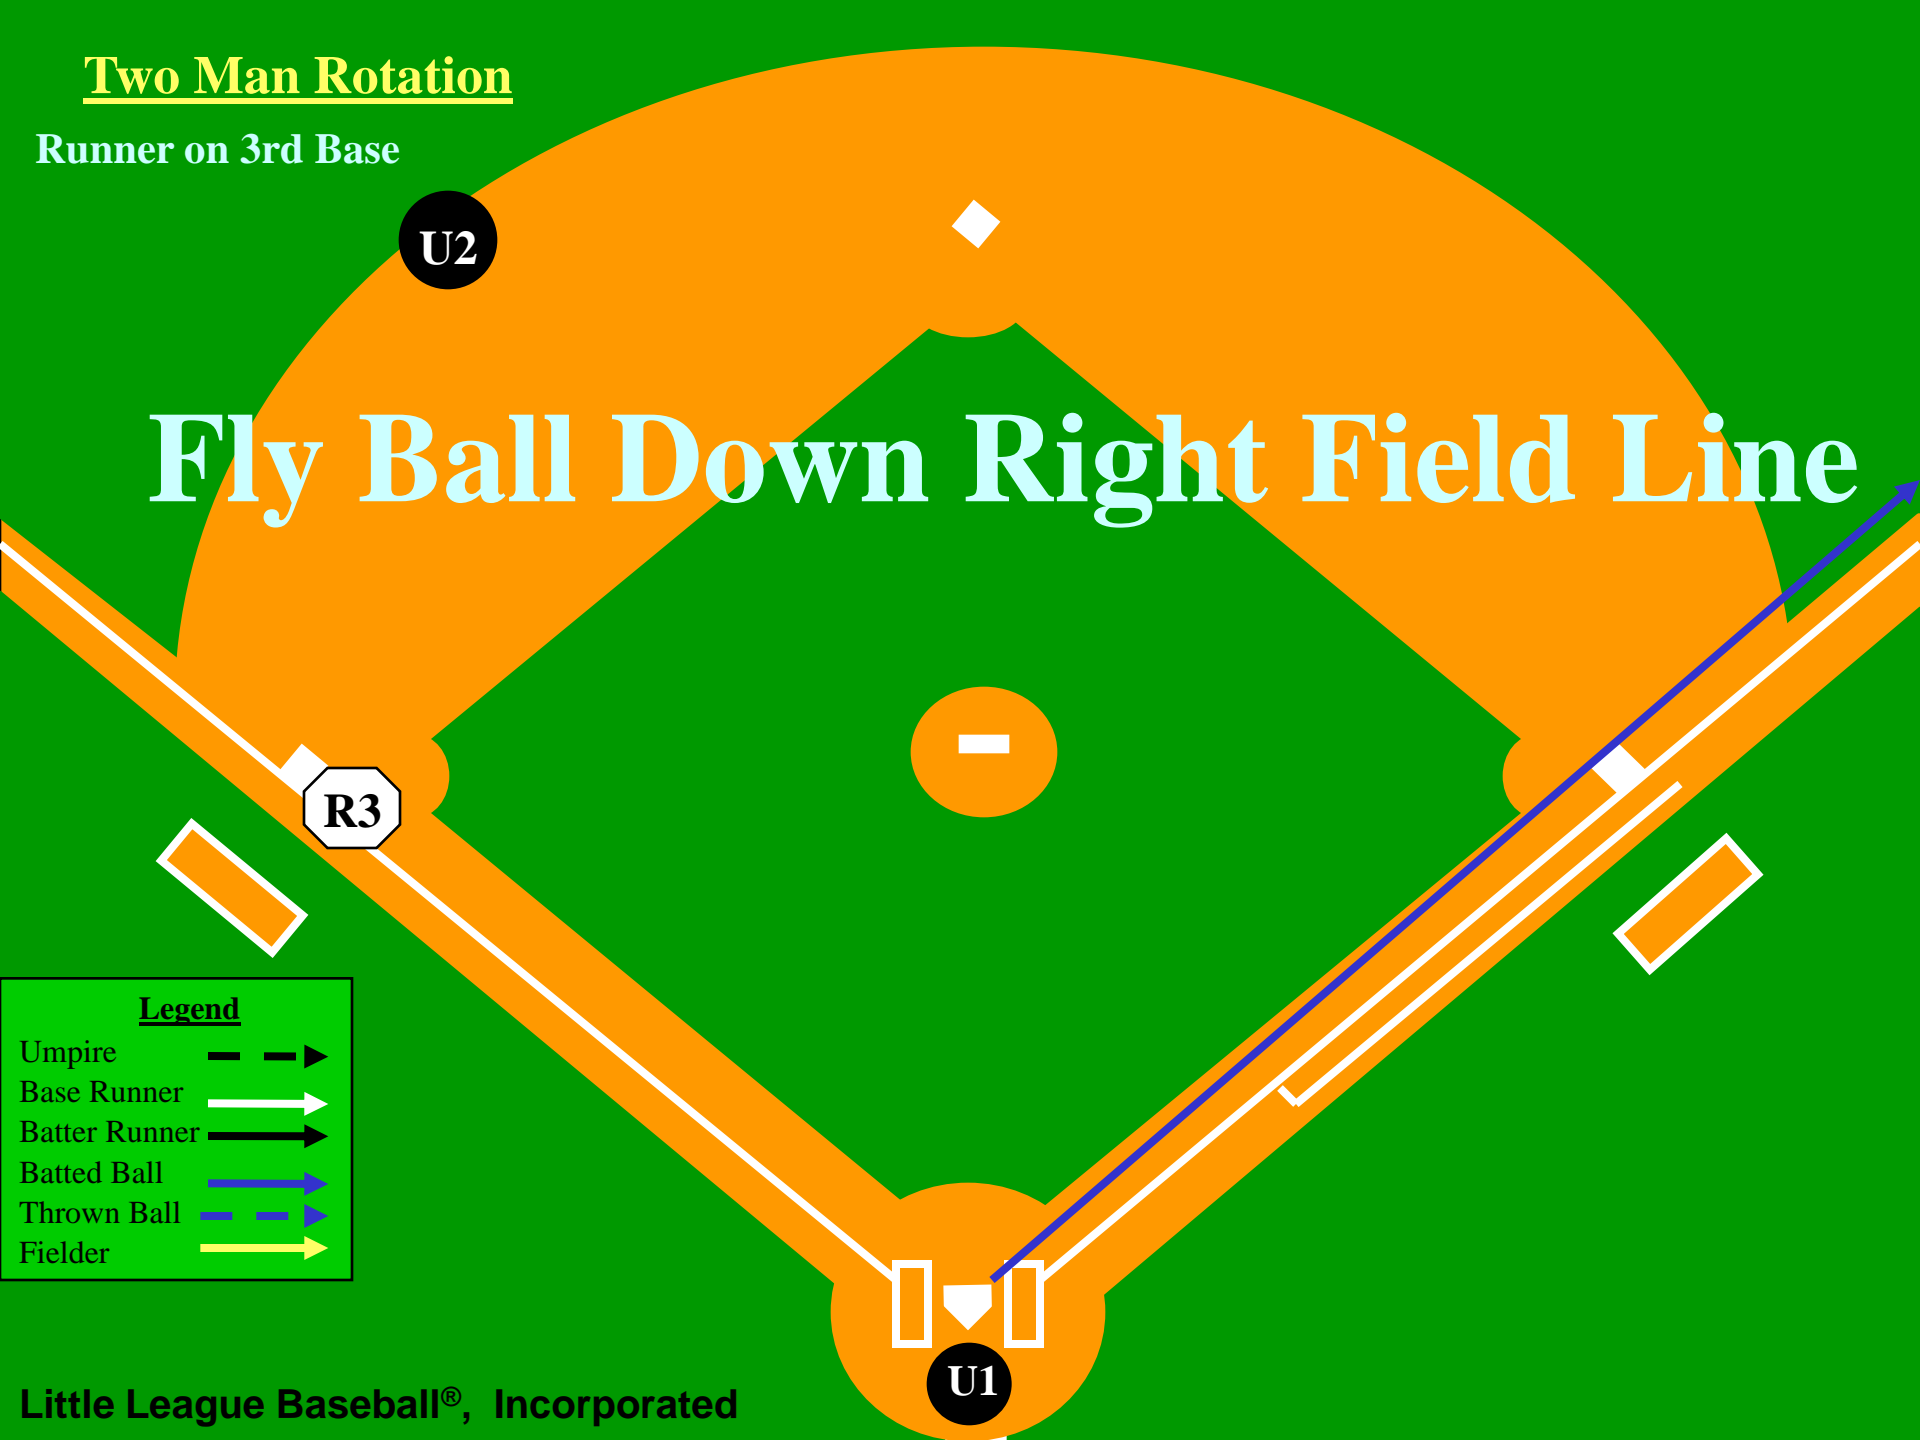 Two Man Rotation
Runner on 3rd Base
U2
Fly Ball Down Right Field Line
R3
Legend
Umpire
Base Runner
Batter Runner
Batted Ball
Thrown Ball
Fielder
U1
Little League Baseball®, Incorporated